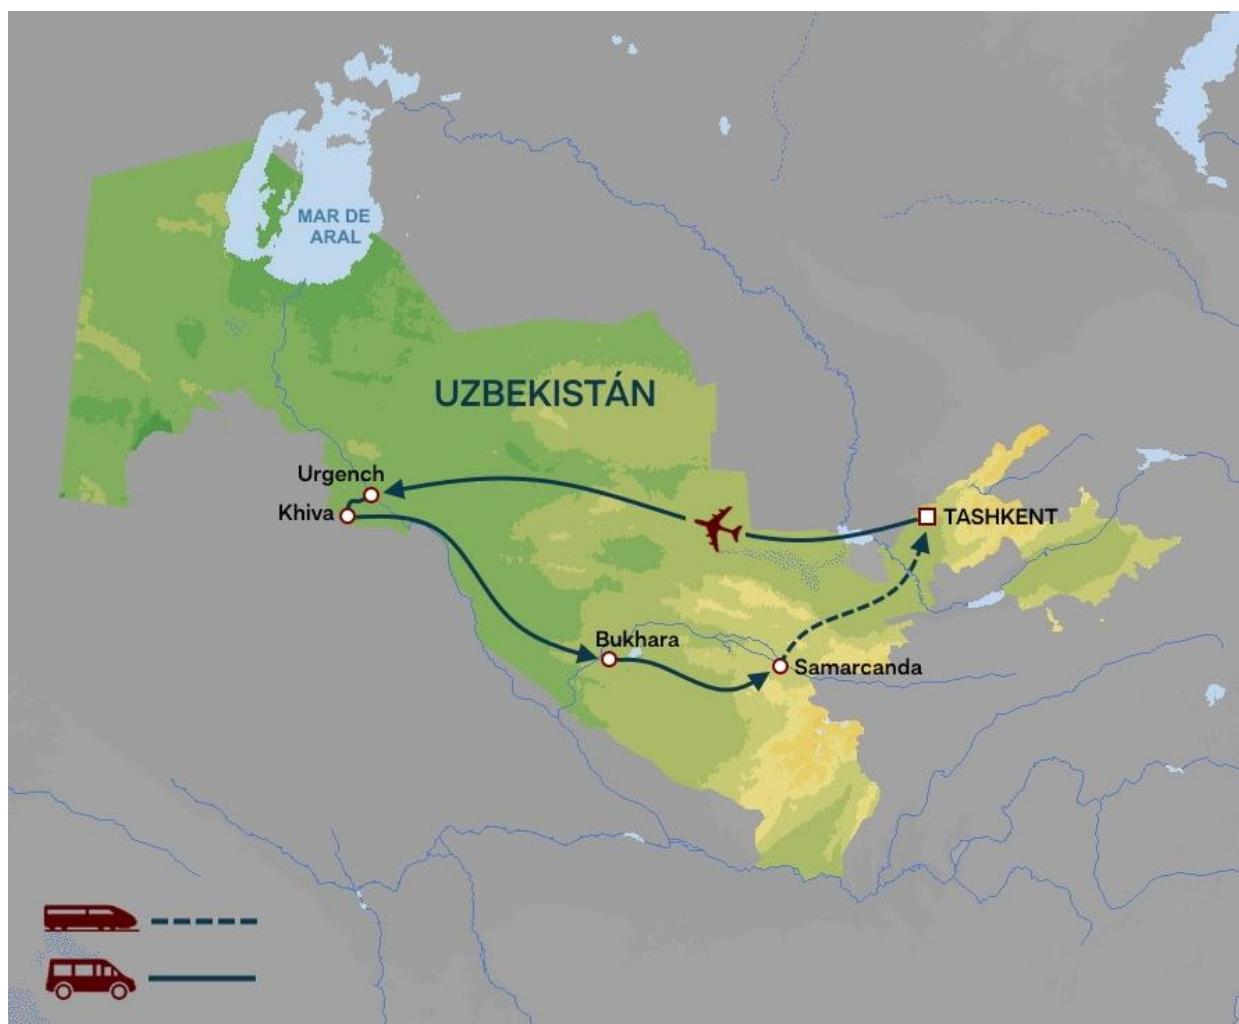 MAR DE
ARAL
UZBEKISTÁN
Urgench
Khiva
TASHKENT
Bukhara
Samarcanda